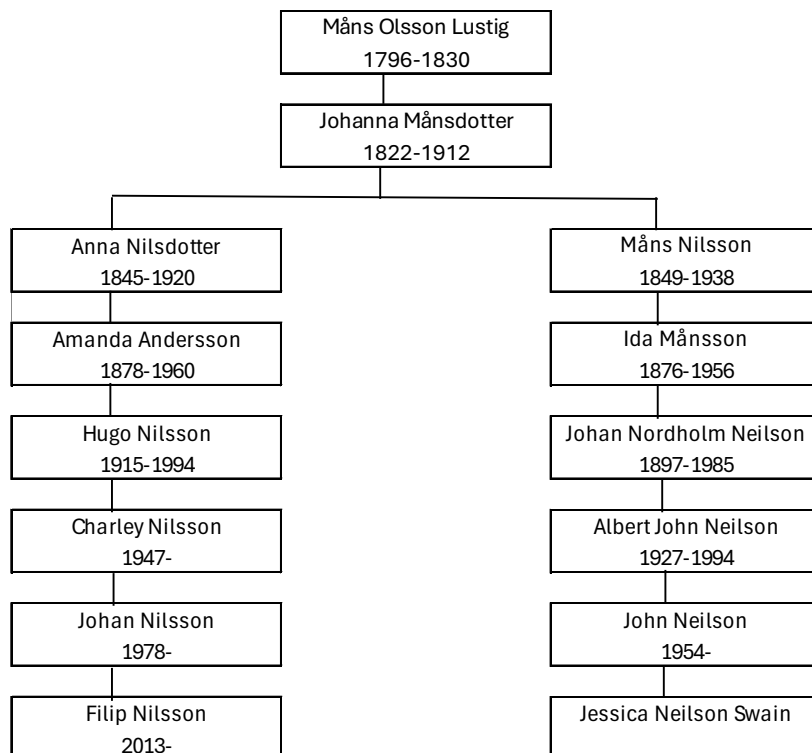 Måns Olsson Lustig
1796-1830
Johanna Månsdotter
1822-1912
Anna Nilsdotter
1845-1920
Amanda Andersson
1878-1960
Hugo Nilsson
1915-1994
Charley Nilsson
1947-
Johan Nilsson
1978-
Filip Nilsson
2013-
Måns Nilsson
1849-1938
Ida Månsson
1876-1956
Johan Nordholm Neilson
1897-1985
Albert John Neilson
1927-1994
John Neilson
1954-
Jessica Neilson Swain